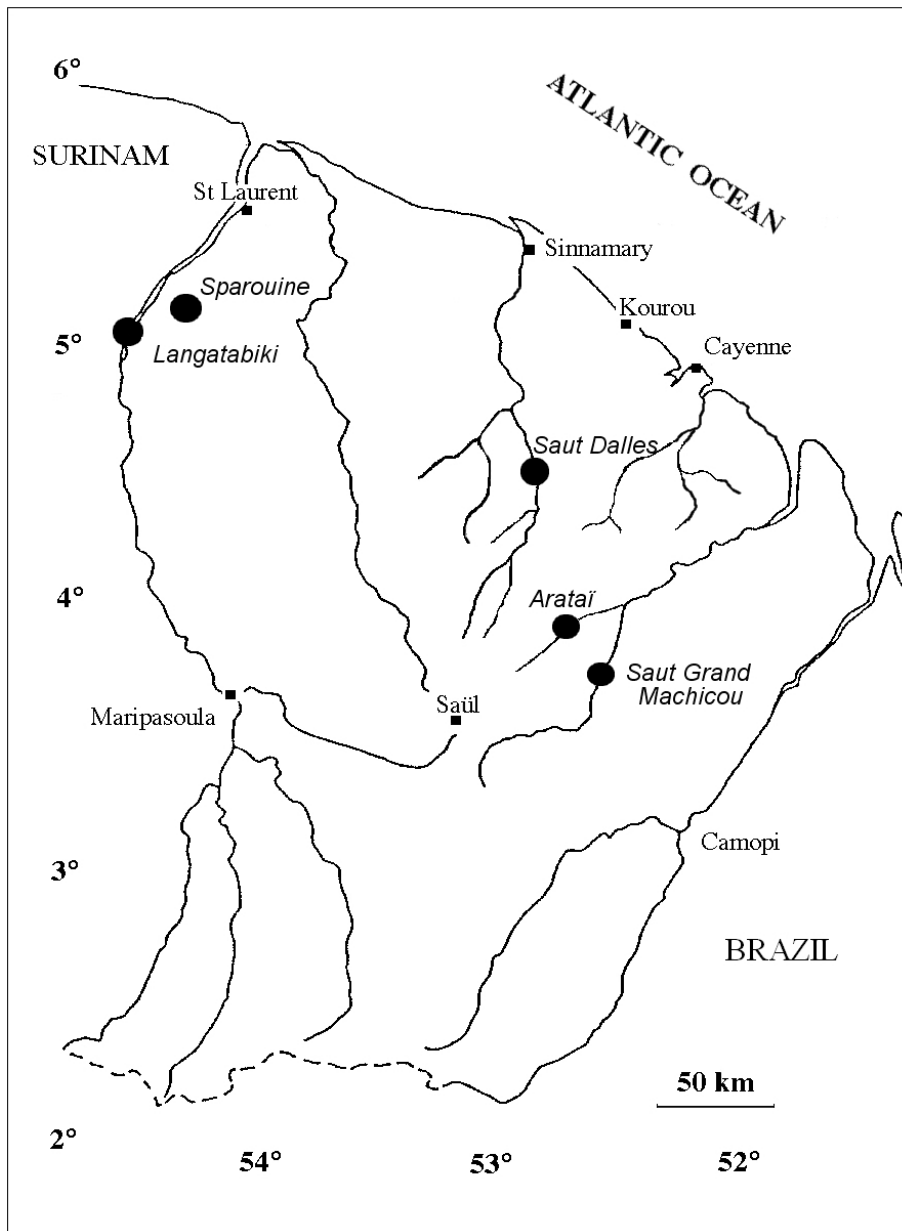 6°
ATLANTIC OCEAN
SURINAM
St Laurent
Sinnamary
Sparouine
Kourou
5°
Langatabiki
Cayenne
Saut Dalles
4°
Arataï
Saut Grand
Machicou
Maripasoula
Saül
Camopi
3°
BRAZIL
50 km
2°
54°
53°
52°